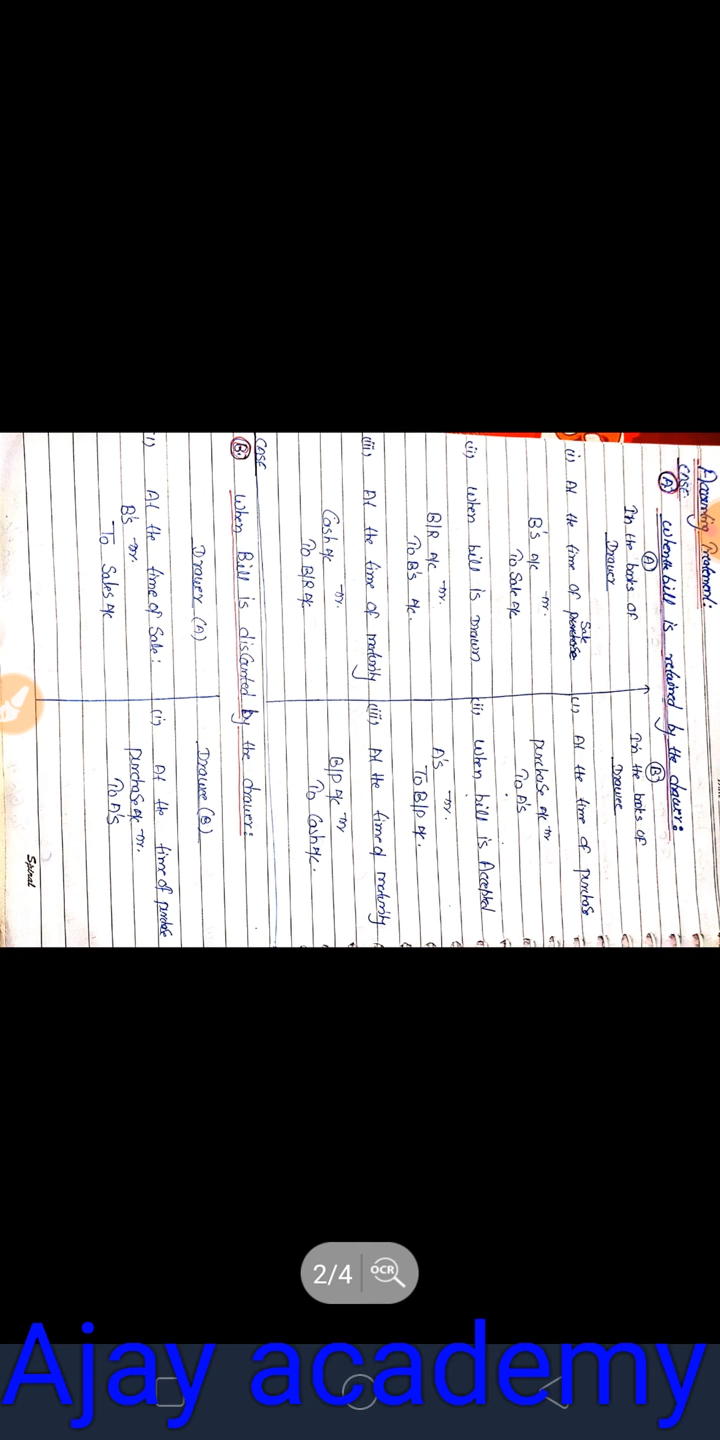 Accounting Treatment:
CASE
(A) when bill is retained by the drawer:
(A)
In the books of
Drawer
(B)
In the books of
Drawee
(i) At the time of Sale
B's a/c -Dr.
To Sale a/c
(i) At the time of purchase
purchase a/c -Dr
To A's
(ii) When bill is Drawn
B/R a/c -Dr.
To B's a/c.
(ii) When bill is Accepted
A's -Dr.
To B/P a/c.
(iii) At the time of maturity
Cash a/c -Dr.
To B/R a/c.
(iii) At the time of maturity
B/P a/c -Dr
To Cash a/c.
CASE
(B.) When Bill is discounted by the drawer:
Drawer (A)
Drawee (B)
i) At the time of Sale:
B's -Dr.
To Sales a/c
(i) At the time of purchase
purchase a/c -Dr.
To A's
Spiral
2/4
OCR
Ajay academy